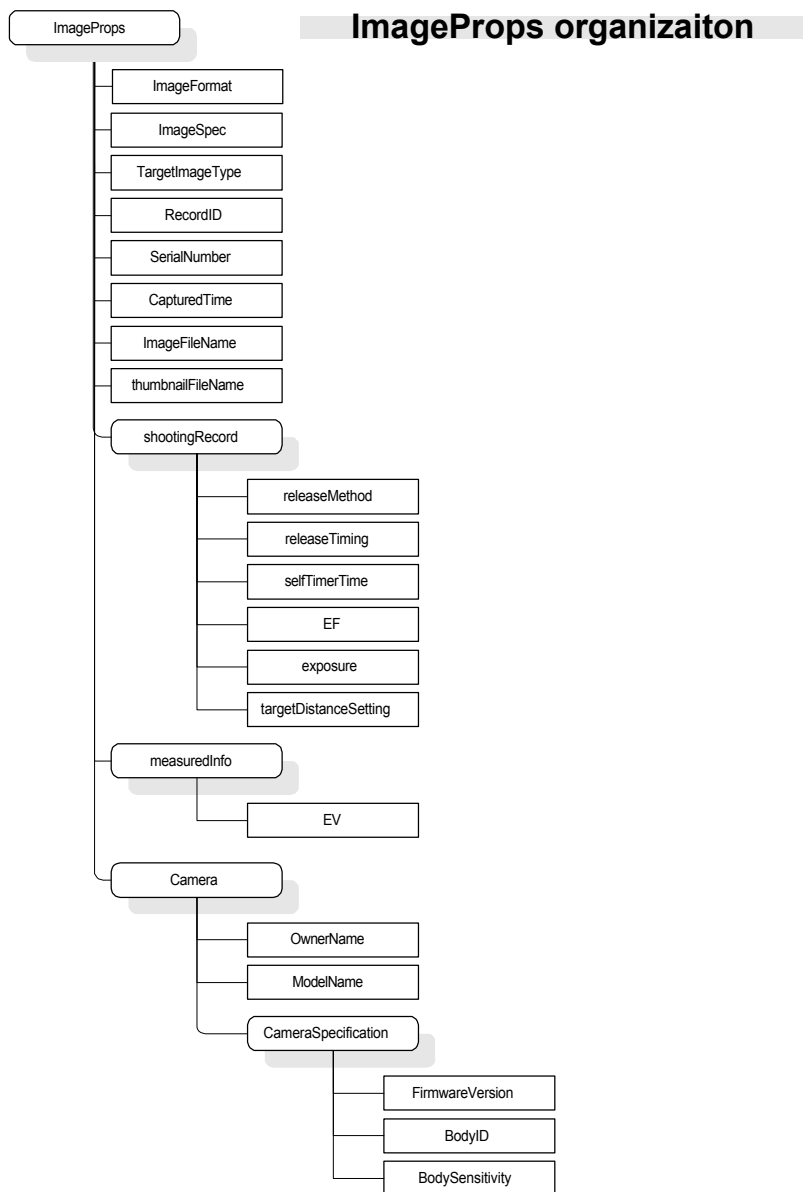 ImageProps organizaiton
ImageProps
ImageFormat
ImageSpec
TargetImageType
RecordID
SerialNumber
CapturedTime
ImageFileName
thumbnailFileName
shootingRecord
releaseMethod
releaseTiming
selfTimerTime
EF
exposure
targetDistanceSetting
measuredInfo
EV
Camera
OwnerName
ModelName
CameraSpecification
FirmwareVersion
BodyID
BodySensitivity